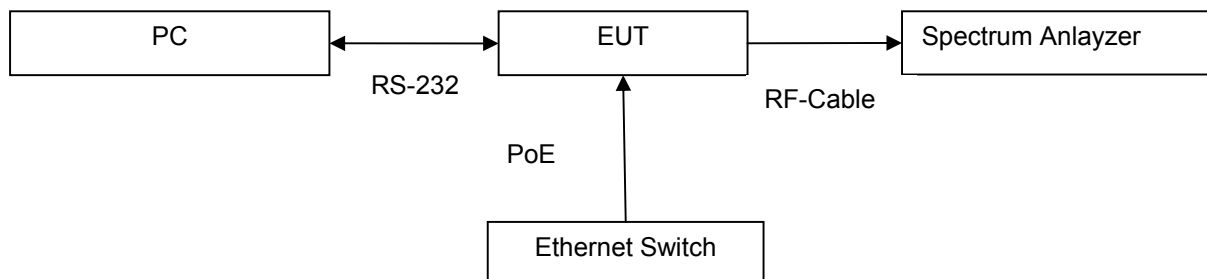 PC
EUT
Spectrum Anlayzer
RS-232
RF-Cable
PoE
Ethernet Switch